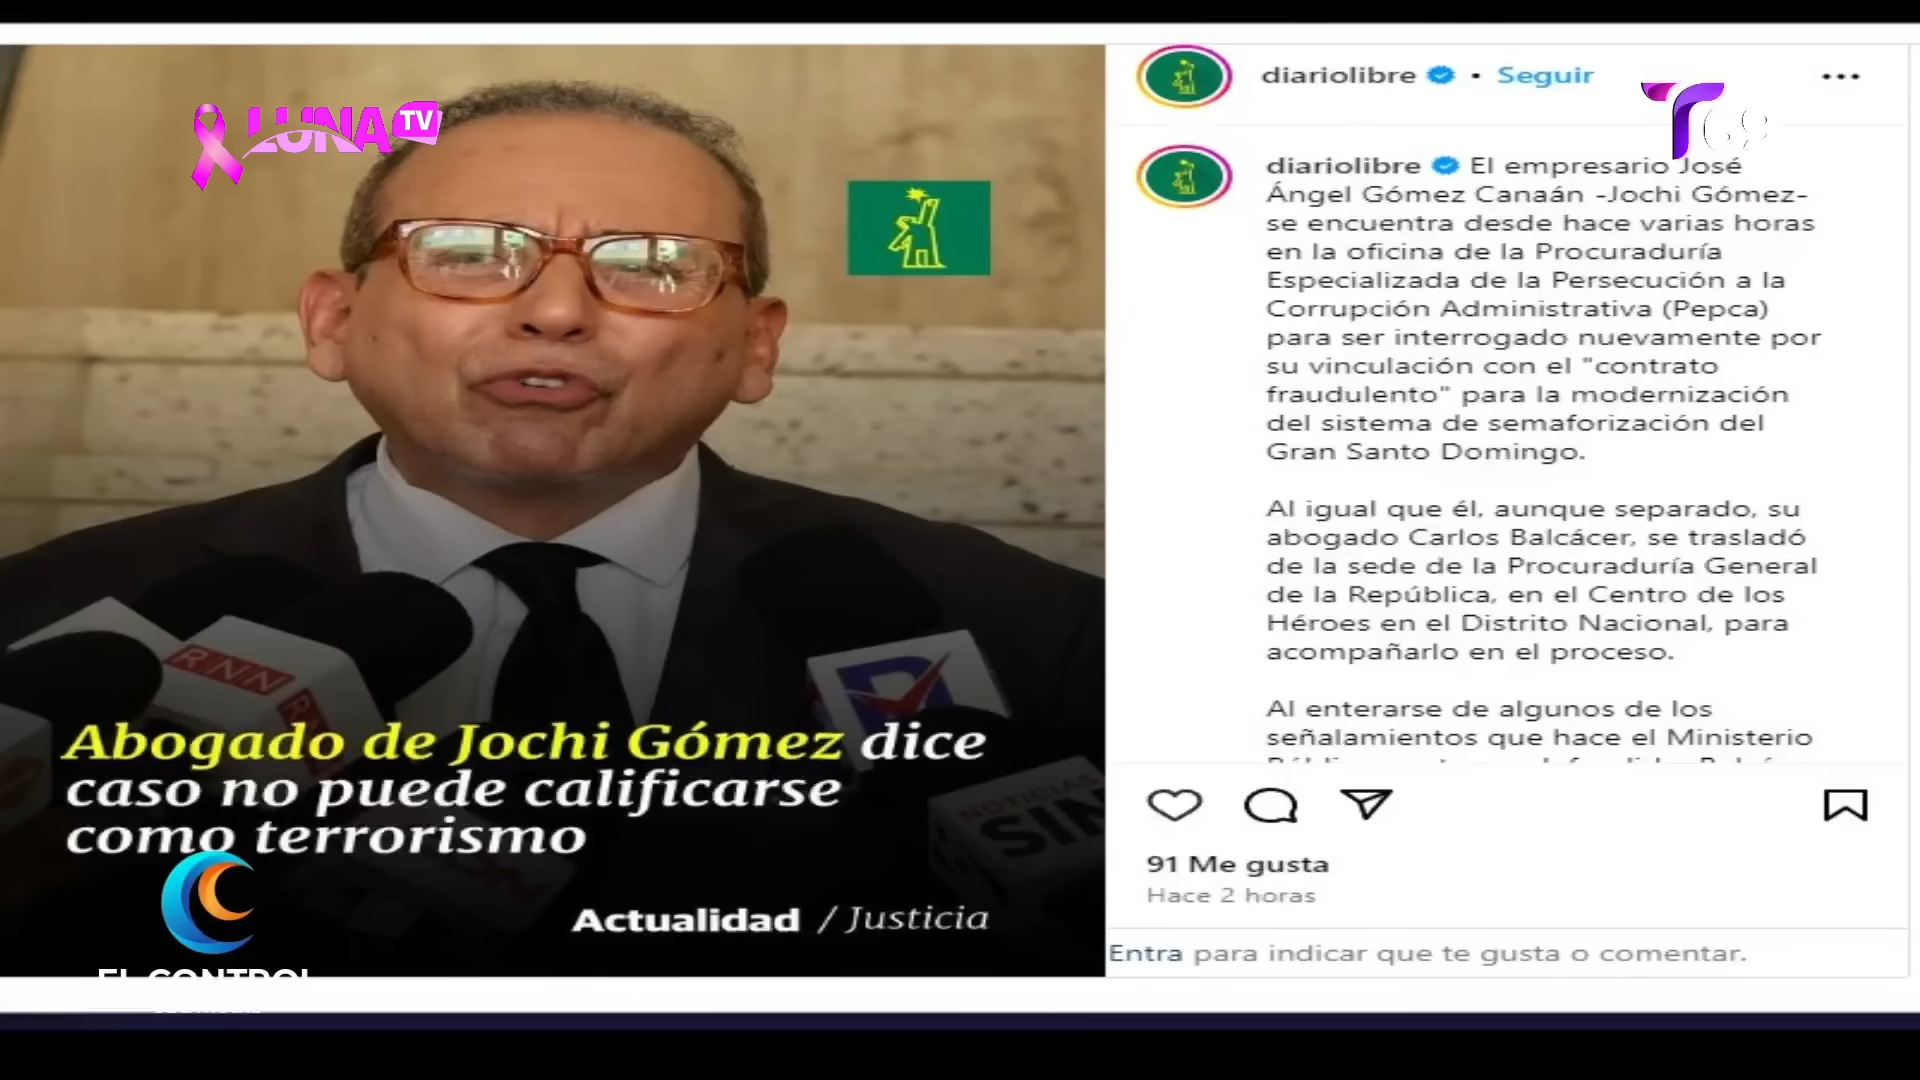 LUNA TV
RNN
NOTICIAS
SIN
Abogado de Jochi Gómez dice
caso no puede calificarse
como terrorismo
Actualidad / Justicia
EL CONTROL
diariolibre • Seguir
T 69
diariolibre El empresario José
Ángel Gómez Canaán -Jochi Gómez-
se encuentra desde hace varias horas
en la oficina de la Procuraduría
Especializada de la Persecución a la
Corrupción Administrativa (Pepca)
para ser interrogado nuevamente por
su vinculación con el "contrato
fraudulento" para la modernización
del sistema de semaforización del
Gran Santo Domingo.
Al igual que él, aunque separado, su
abogado Carlos Balcácer, se trasladó
de la sede de la Procuraduría General
de la República, en el Centro de los
Héroes en el Distrito Nacional, para
acompañarlo en el proceso.
Al enterarse de algunos de los
señalamientos que hace el Ministerio
91 Me gusta
Hace 2 horas
Entra para indicar que te gusta o comentar.